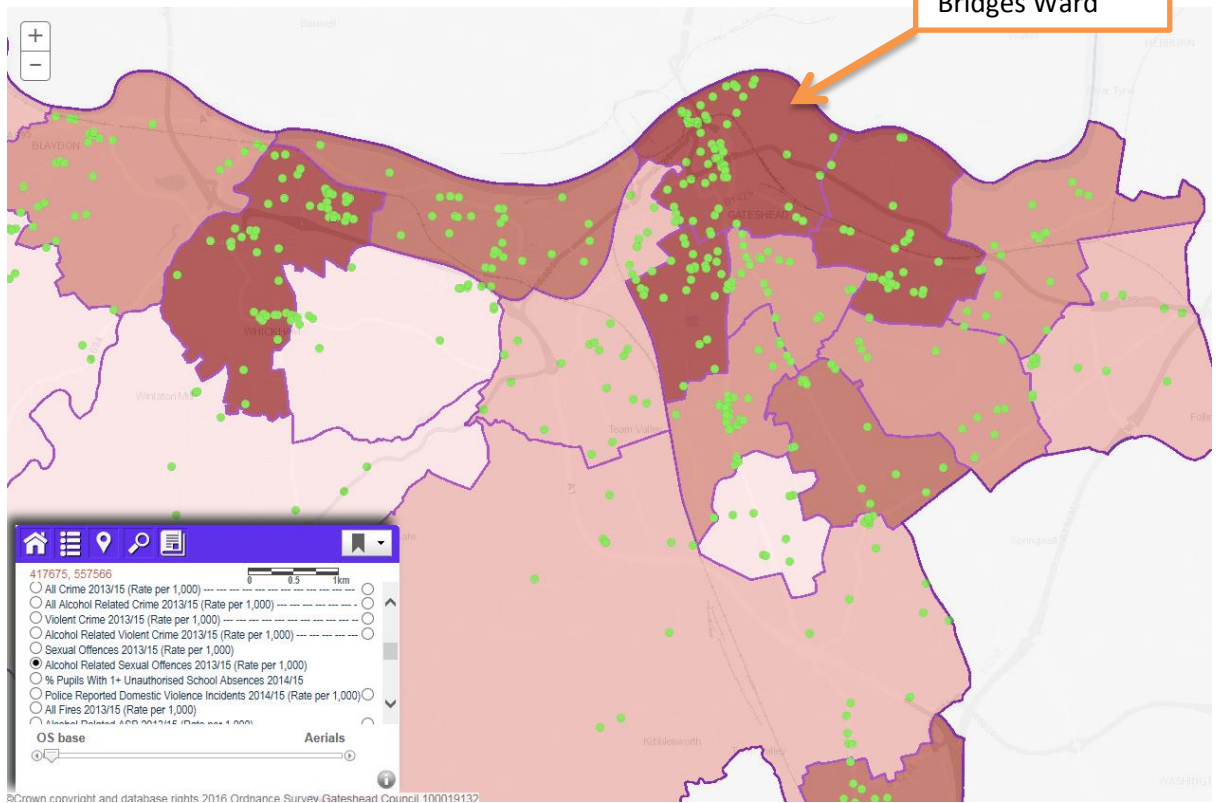 Bridges Ward
+
−
HEBBURN
BLAYDON
GATESHEAD
WHICKHAM
Winlaton Mill
Team Valley
A1
Springwell
Kibblesworth
417675, 557566
0 0.5 1km
All Crime 2013/15 (Rate per 1,000)
All Alcohol Related Crime 2013/15 (Rate per 1,000)
Violent Crime 2013/15 (Rate per 1,000)
Alcohol Related Violent Crime 2013/15 (Rate per 1,000)
Sexual Offences 2013/15 (Rate per 1,000)
Alcohol Related Sexual Offences 2013/15 (Rate per 1,000)
% Pupils With 1+ Unauthorised School Absences 2014/15
Police Reported Domestic Violence Incidents 2014/15 (Rate per 1,000)
All Fires 2013/15 (Rate per 1,000)
OS base Aerials
©Crown copyright and database rights 2016 Ordnance Survey Gateshead Council 100019132